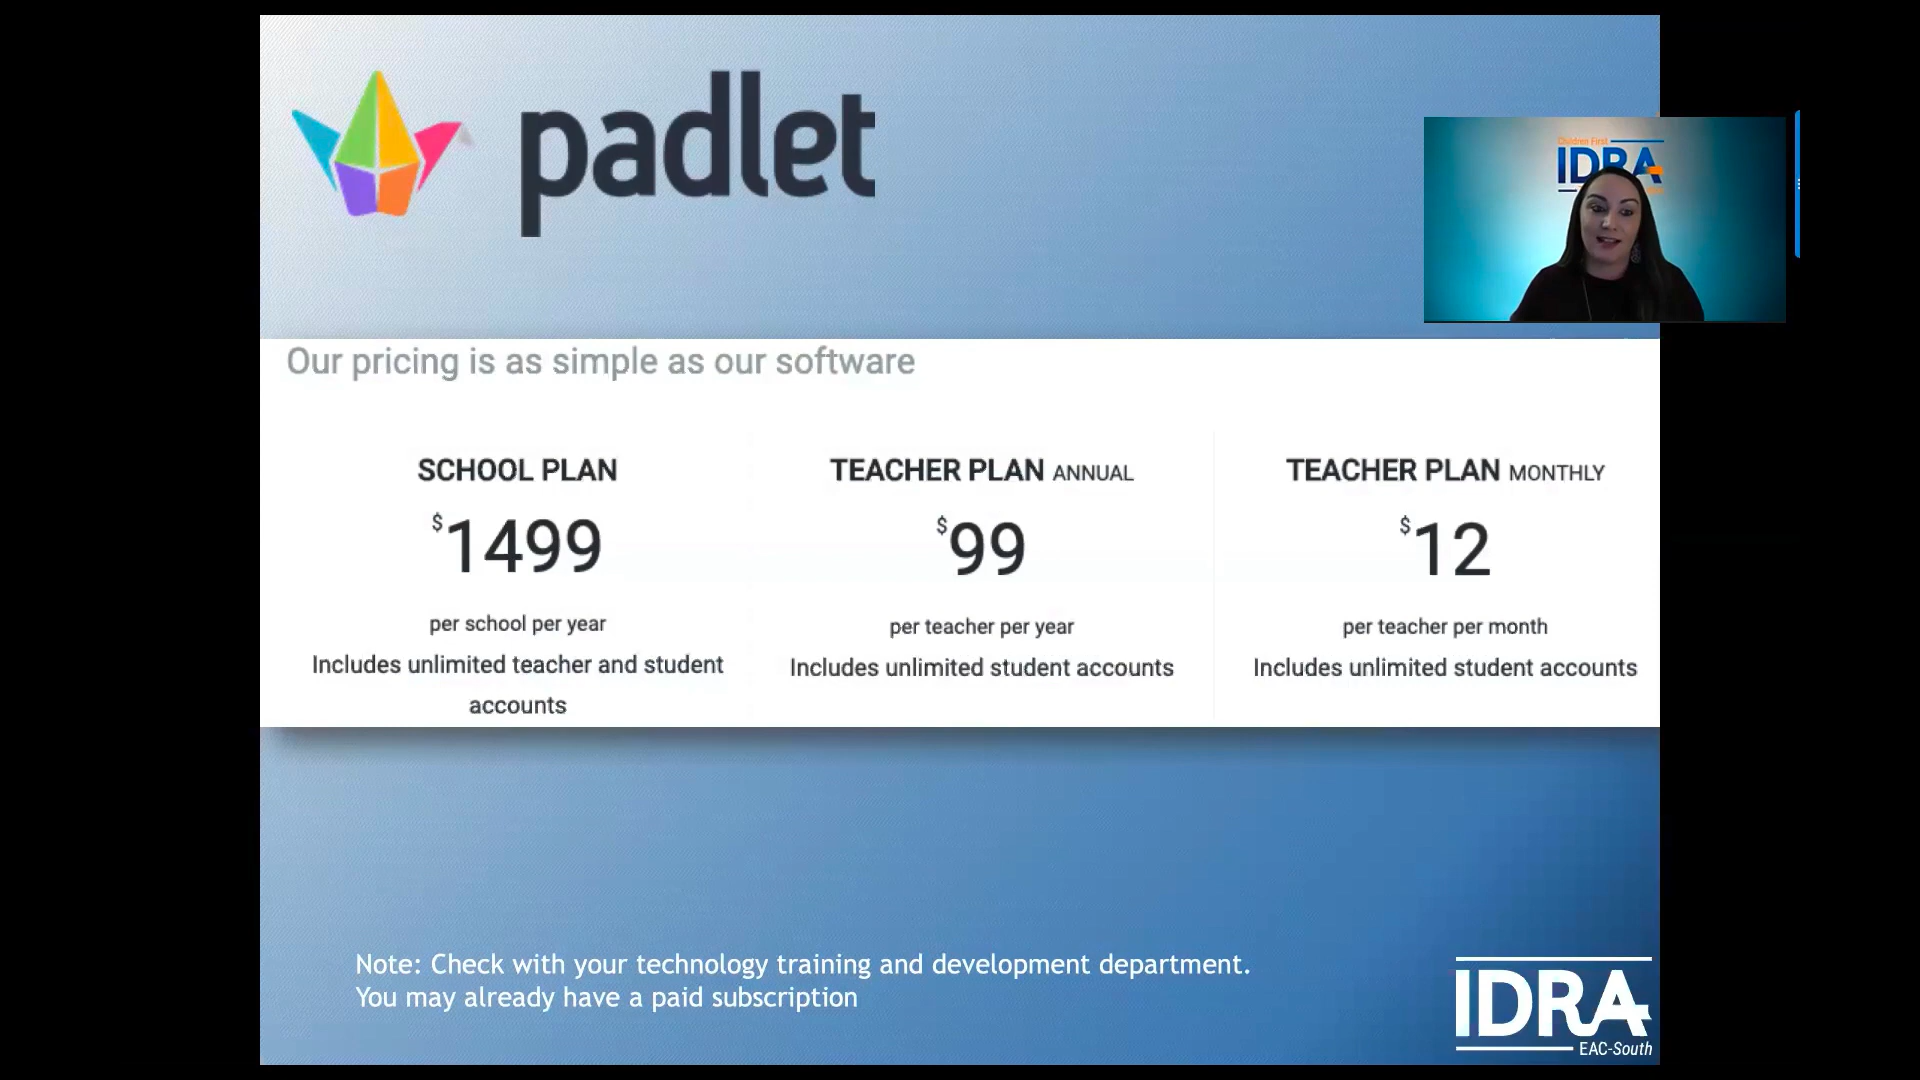 padlet
Children First
IDRA
Our pricing is as simple as our software
SCHOOL PLAN
$1499
per school per year
Includes unlimited teacher and student
accounts
TEACHER PLAN ANNUAL
$99
per teacher per year
Includes unlimited student accounts
TEACHER PLAN MONTHLY
$12
per teacher per month
Includes unlimited student accounts
Note: Check with your technology training and development department.
You may already have a paid subscription
IDRA
EAC-South